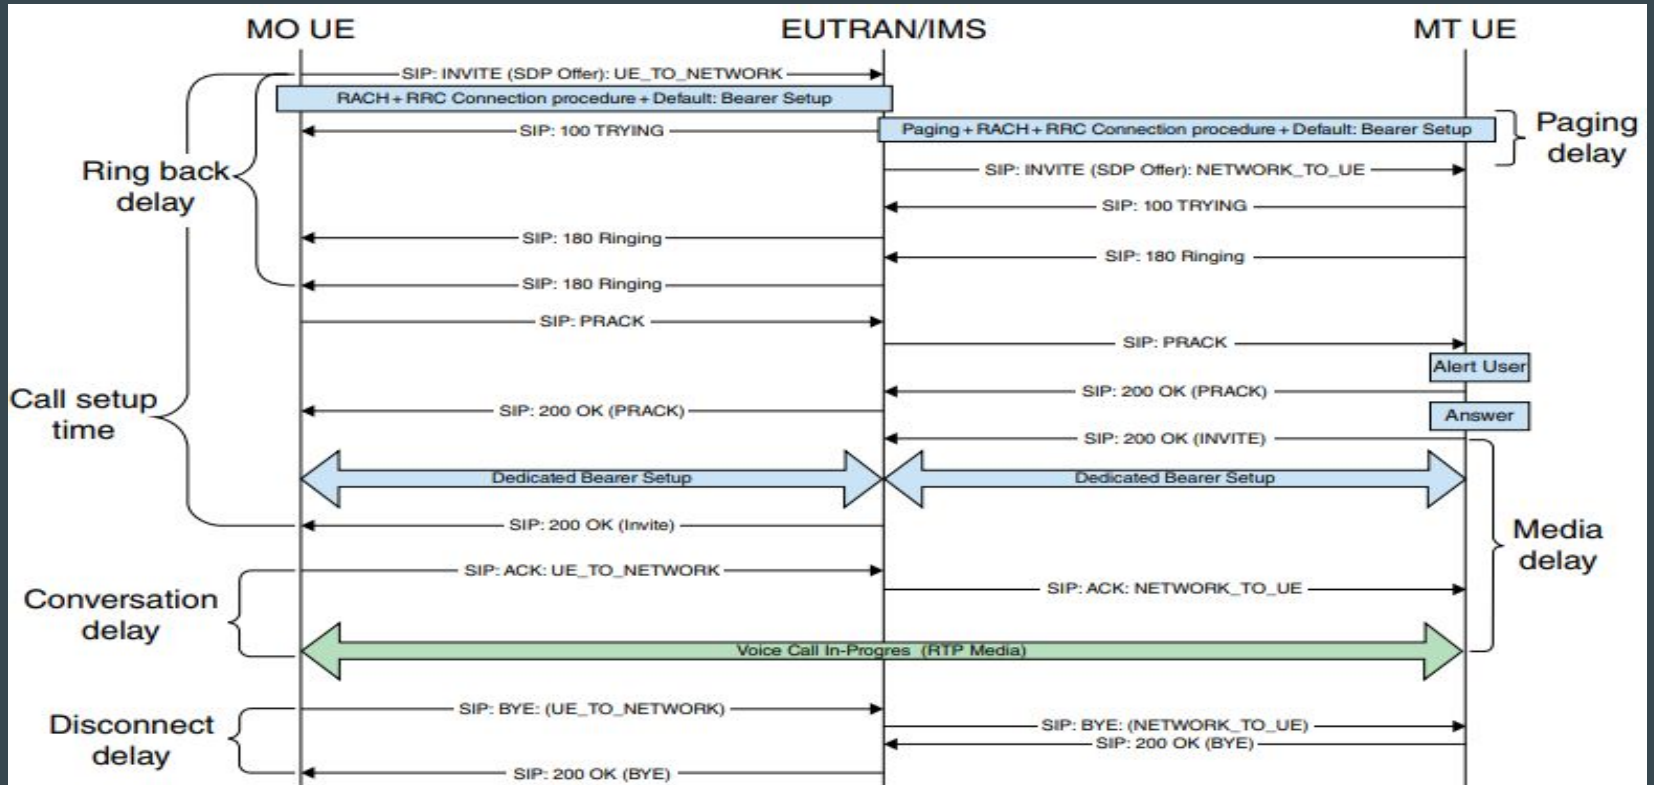 MO UE
EUTRAN/IMS
MT UE
SIP: INVITE (SDP Offer): UE_TO_NETWORK
RACH+RRC Connection procedure+Default: Bearer Setup
SIP: 100 TRYING
Paging+RACH+RRC Connection procedure+Default: Bearer Setup
Paging
delay
Ring back
delay
SIP: INVITE (SDP Offer): NETWORK_TO_UE
SIP: 100 TRYING
SIP: 180 Ringing
SIP: 180 Ringing
SIP: 180 Ringing
SIP: PRACK
SIP: PRACK
Alert User
SIP: 200 OK (PRACK)
Call setup
time
SIP: 200 OK (PRACK)
Answer
SIP: 200 OK (INVITE)
Dedicated Bearer Setup
Dedicated Bearer Setup
SIP: 200 OK (Invite)
Media
delay
SIP: ACK: UE_TO_NETWORK
SIP: ACK: NETWORK_TO_UE
Conversation
delay
Voice Call In-Progres (RTP Media)
SIP: BYE: (UE_TO_NETWORK)
SIP: BYE: (NETWORK_TO_UE)
Disconnect
delay
SIP: 200 OK (BYE)
SIP: 200 OK (BYE)